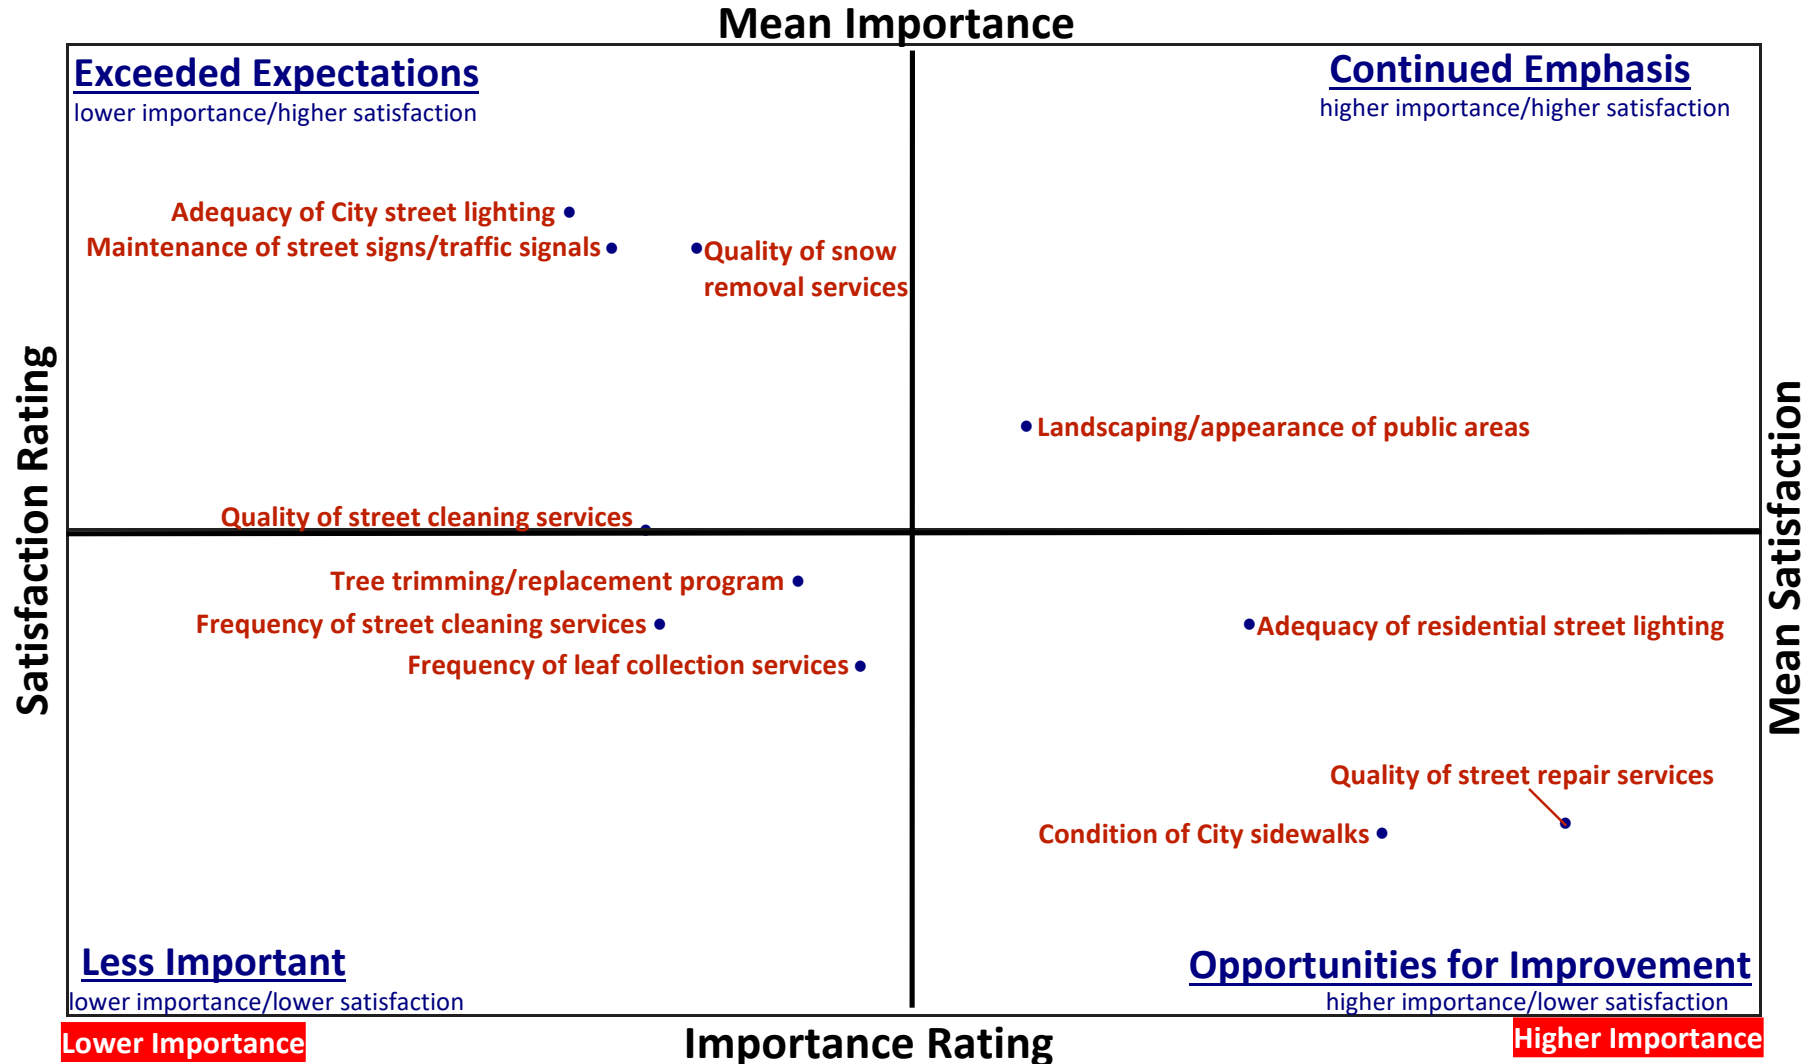 Mean Importance
Exceeded Expectations
lower importance/higher satisfaction
Continued Emphasis
higher importance/higher satisfaction
Adequacy of City street lighting
Maintenance of street signs/traffic signals
Quality of snow
removal services
Satisfaction Rating
Mean Satisfaction
Landscaping/appearance of public areas
Quality of street cleaning services
Tree trimming/replacement program
Frequency of street cleaning services
Adequacy of residential street lighting
Frequency of leaf collection services
Quality of street repair services
Condition of City sidewalks
Less Important
lower importance/lower satisfaction
Opportunities for Improvement
higher importance/lower satisfaction
Lower Importance
Importance Rating
Higher Importance